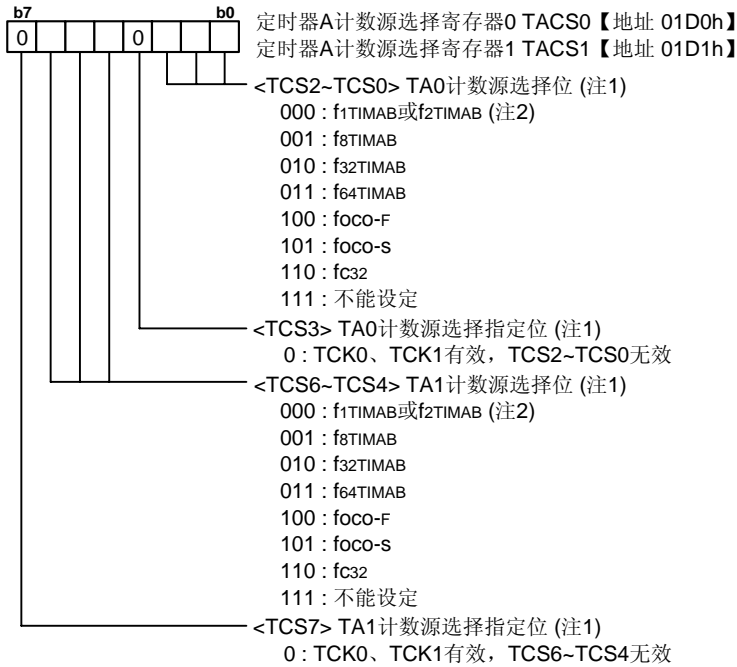 b7 b0
0 0
定时器A计数源选择寄存器0 TACS0【地址 01D0h】
定时器A计数源选择寄存器1 TACS1【地址 01D1h】
<TCS2~TCS0> TA0计数源选择位 (注1)
000 : f1TIMAB或f2TIMAB (注2)
001 : f8TIMAB
010 : f32TIMAB
011 : f64TIMAB
100 : foco-F
101 : foco-s
110 : fc32
111 : 不能设定
<TCS3> TA0计数源选择指定位 (注1)
0 : TCK0、TCK1有效，TCS2~TCS0无效
<TCS6~TCS4> TA1计数源选择位 (注1)
000 : f1TIMAB或f2TIMAB (注2)
001 : f8TIMAB
010 : f32TIMAB
011 : f64TIMAB
100 : foco-F
101 : foco-s
110 : fc32
111 : 不能设定
<TCS7> TA1计数源选择指定位 (注1)
0 : TCK0、TCK1有效，TCS6~TCS4无效